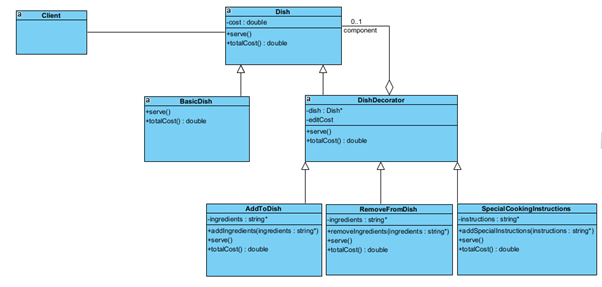 a
Client
a
Dish
-cost : double
+serve()
+totalCost() : double
0..1
component
a
BasicDish
+serve()
+totalCost() : double
a
DishDecorator
-dish : Dish*
-editCost
+serve()
+totalCost() : double
AddToDish
-ingredients : string*
+addIngredients(ingredients : string*)
+serve()
+totalCost() : double
RemoveFromDish
-ingredients : string*
+removeIngredients(ingredients : string*)
+serve()
+totalCost() : double
SpecialCookingInstructions
-instructions : string*
+addSpecialInstructions(instructions : string*)
+serve()
+totalCost() : double